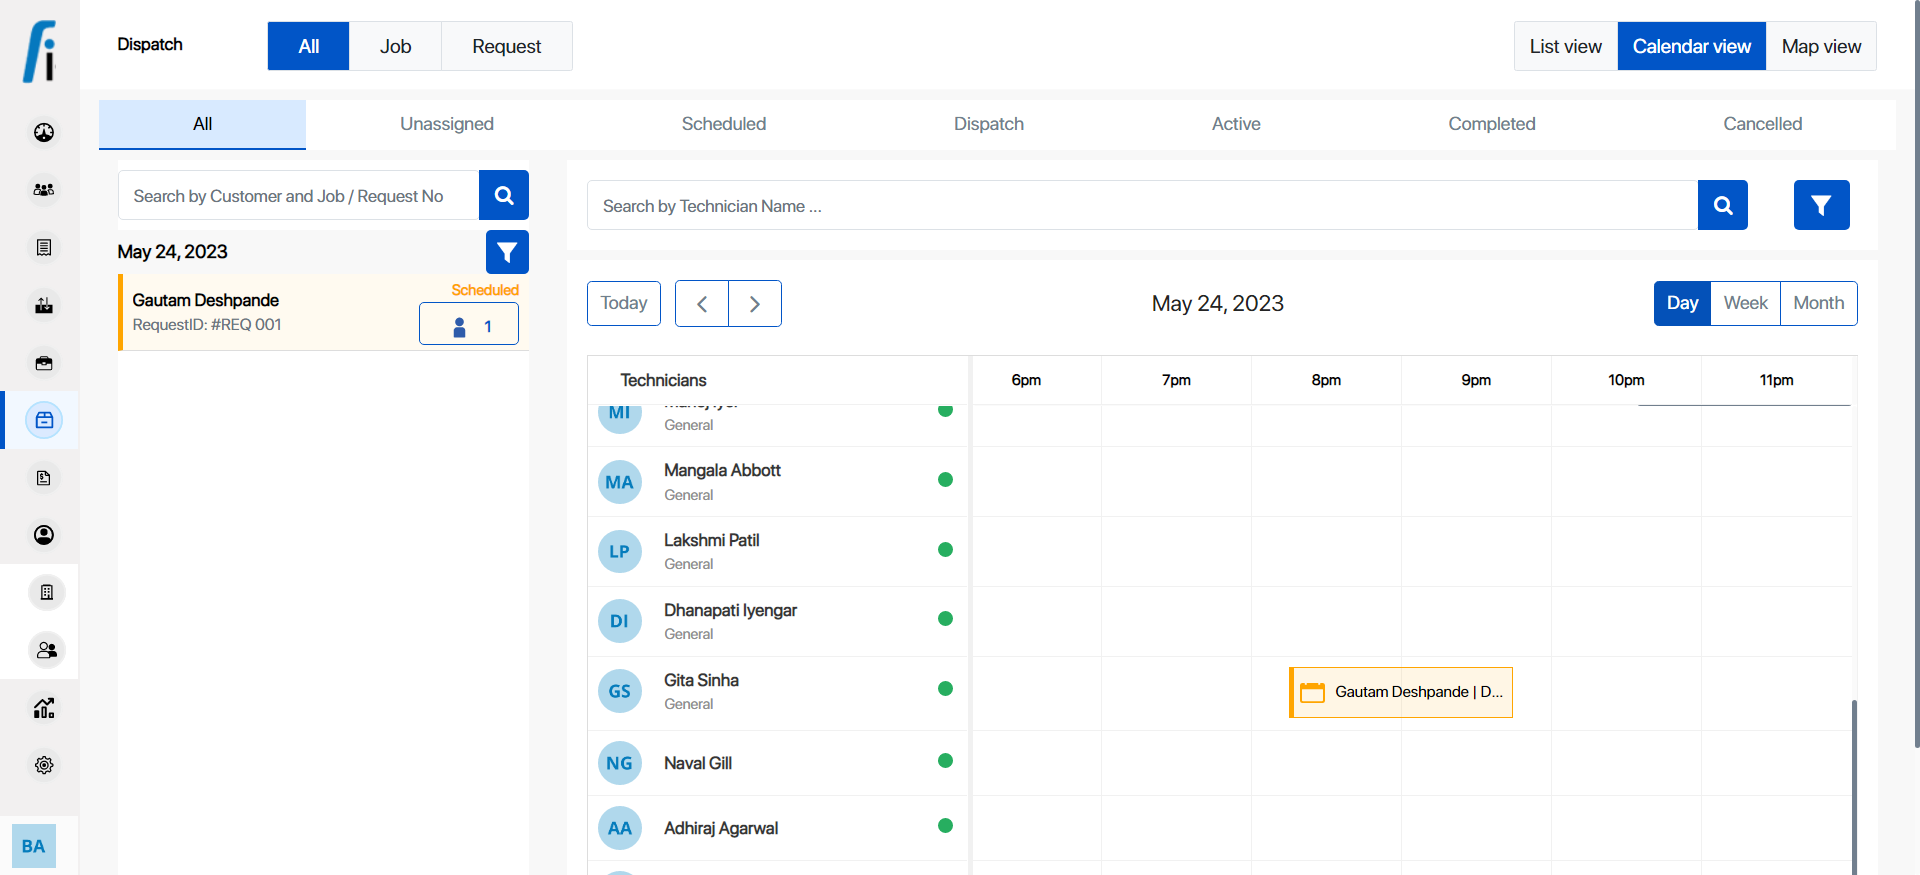 fi
Dispatch
All Job Request
List view Calendar view Map view
All Unassigned Scheduled Dispatch Active Completed Cancelled
Search by Customer and Job / Request No
Search by Technician Name ...
May 24, 2023
Gautam Deshpande
Scheduled
RequestID: #REQ 001
1
Today
May 24, 2023
Day Week Month
Technicians 6pm 7pm 8pm 9pm 10pm 11pm
MI
General
MA Mangala Abbott
General
LP Lakshmi Patil
General
DI Dhanapati Iyengar
General
GS Gita Sinha
General
Gautam Deshpande | D...
NG Naval Gill
AA Adhiraj Agarwal
BA